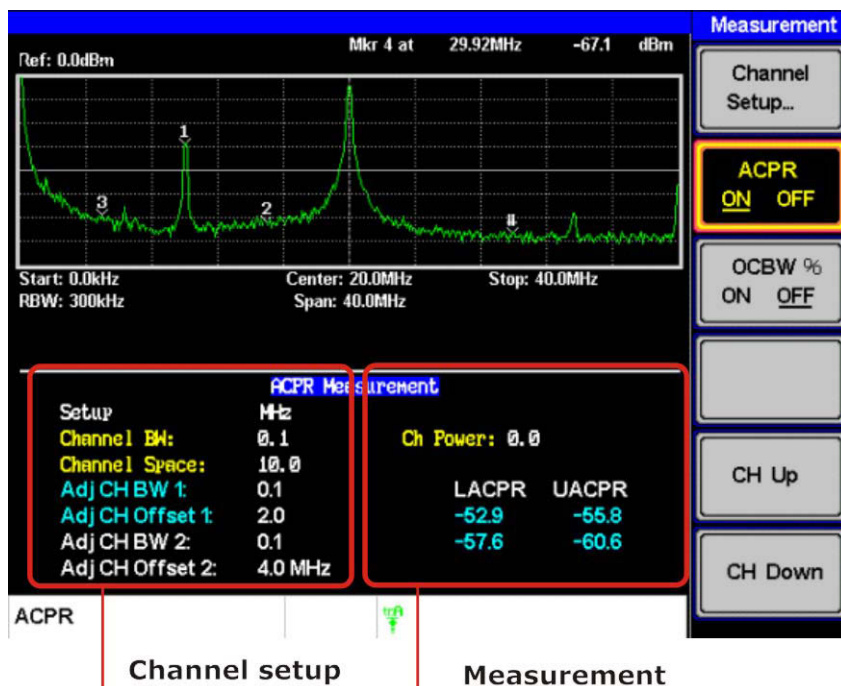 Measurement
Mkr 4 at 29.92MHz -67.1 dBm
Ref: 0.0dBm
Channel
Setup...
1
ACPR
ON OFF
3
2
4
Start: 0.0kHz Center: 20.0MHz Stop: 40.0MHz
RBW: 300kHz Span: 40.0MHz
OCBW %
ON OFF
ACPR Measurement
Setup MHz
Channel BW: 0.1 Ch Power: 0.0
Channel Space: 10.0
Adj CH BW 1: 0.1 LACPR UACPR
Adj CH Offset 1: 2.0 -52.9 -55.8
Adj CH BW 2: 0.1 -57.6 -60.6
Adj CH Offset 2: 4.0 MHz
CH Up
CH Down
ACPR
trA
Channel setup
Measurement